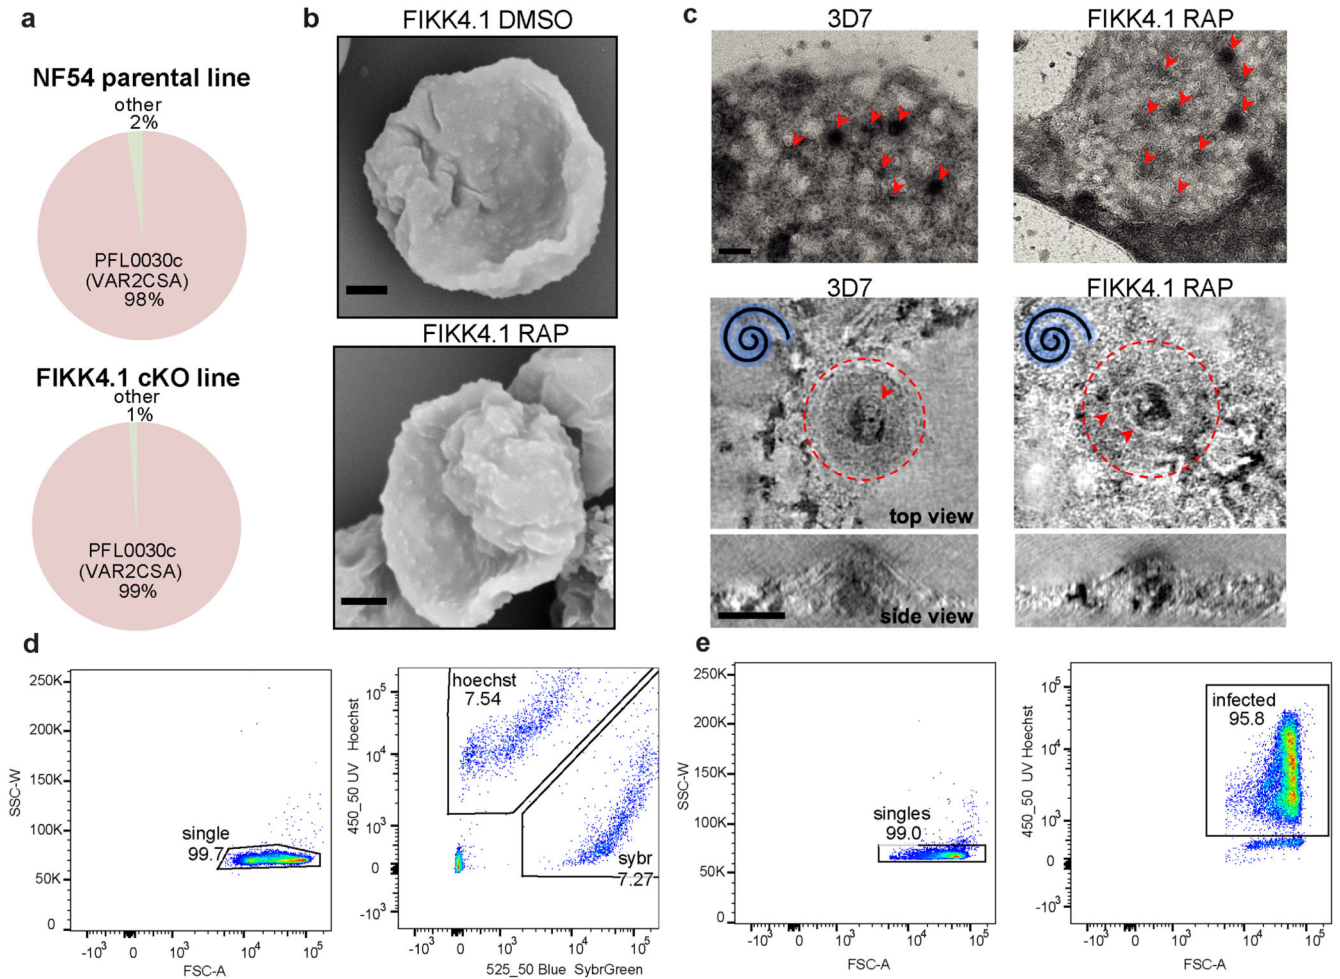 a
NF54 parental line
other
2%
PFL0030c
(VAR2CSA)
98%
FIKK4.1 cKO line
other
1%
PFL0030c
(VAR2CSA)
99%
b
FIKK4.1 DMSO
FIKK4.1 RAP
c
3D7
FIKK4.1 RAP
3D7
FIKK4.1 RAP
top view
side view
d
250K
200K
150K
100K
50K
0
SSC-W
single
99.7
-10³
0
10³
10⁴
10⁵
FSC-A
10⁵
10⁴
10³
0
-10³
450_50 UV Hoechst
hoechst
7.54
sybr
7.27
-10³
0
10³
10⁴
10⁵
525_50 Blue SybrGreen
e
250K
200K
150K
100K
50K
0
SSC-W
singles
99.0
-10³
0
10³
10⁴
10⁵
FSC-A
10⁵
10⁴
10³
0
-10³
450_50 UV Hoechst
infected
95.8
-10³
0
10³
10⁴
10⁵
FSC-A